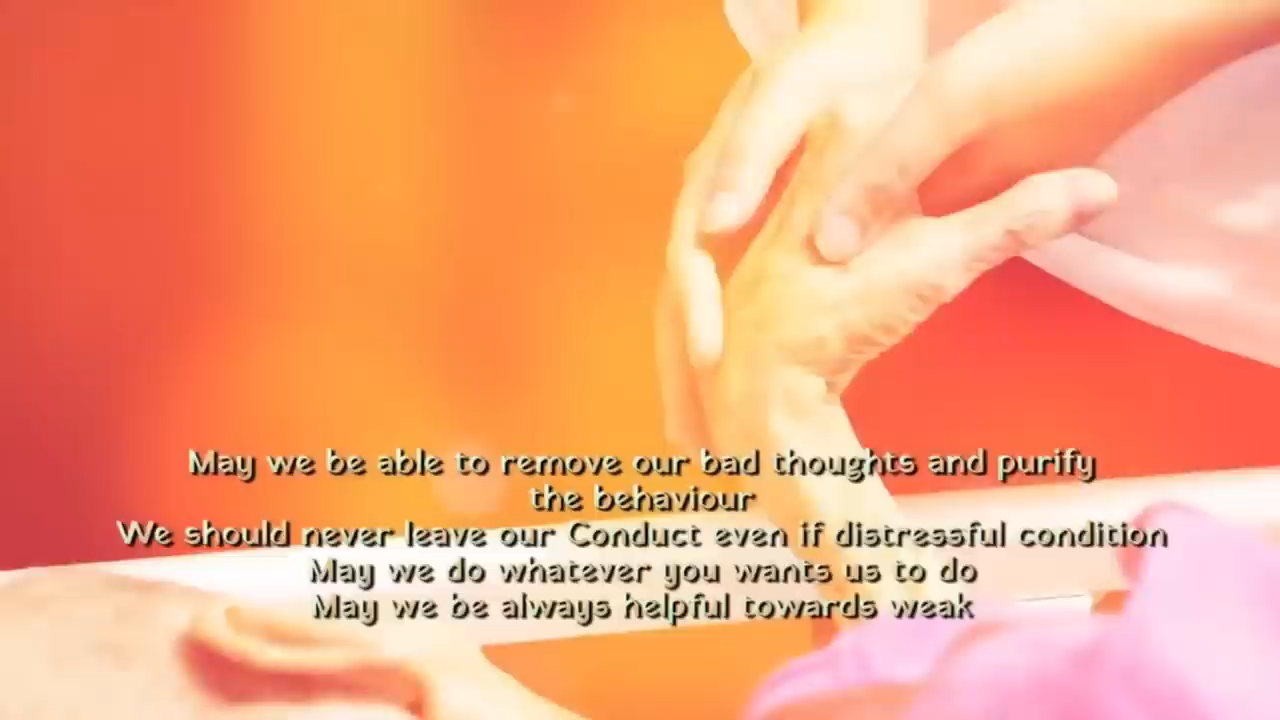 May we be able to remove our bad thoughts and purify
the behaviour
We should never leave our Conduct even if distressful condition
May we do whatever you wants us to do
May we be always helpful towards weak